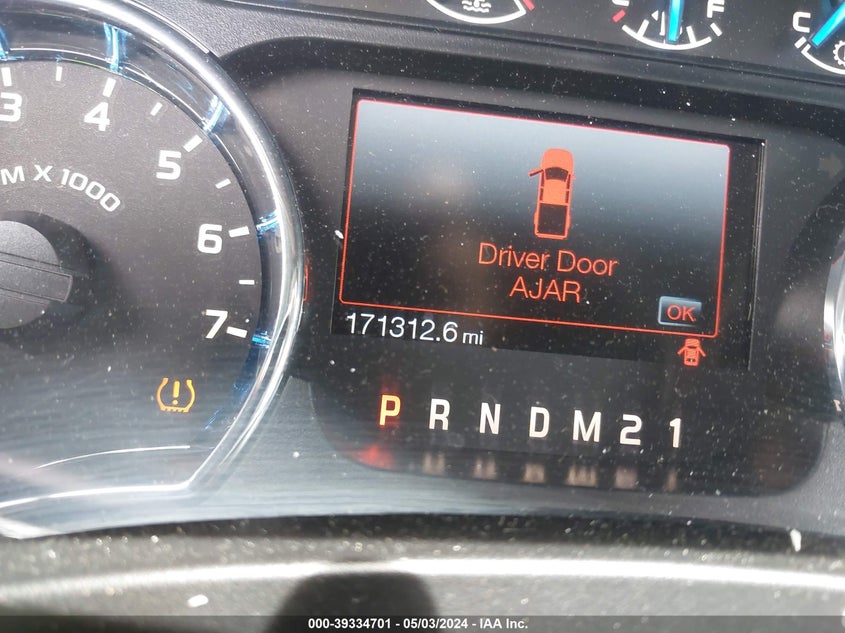 F
C
3
4
5
6
7
M X 1000
Driver Door
AJAR
OK
171312.6 mi
P R N D M 2 1
000-39334701 - 05/03/2024 - IAA Inc.